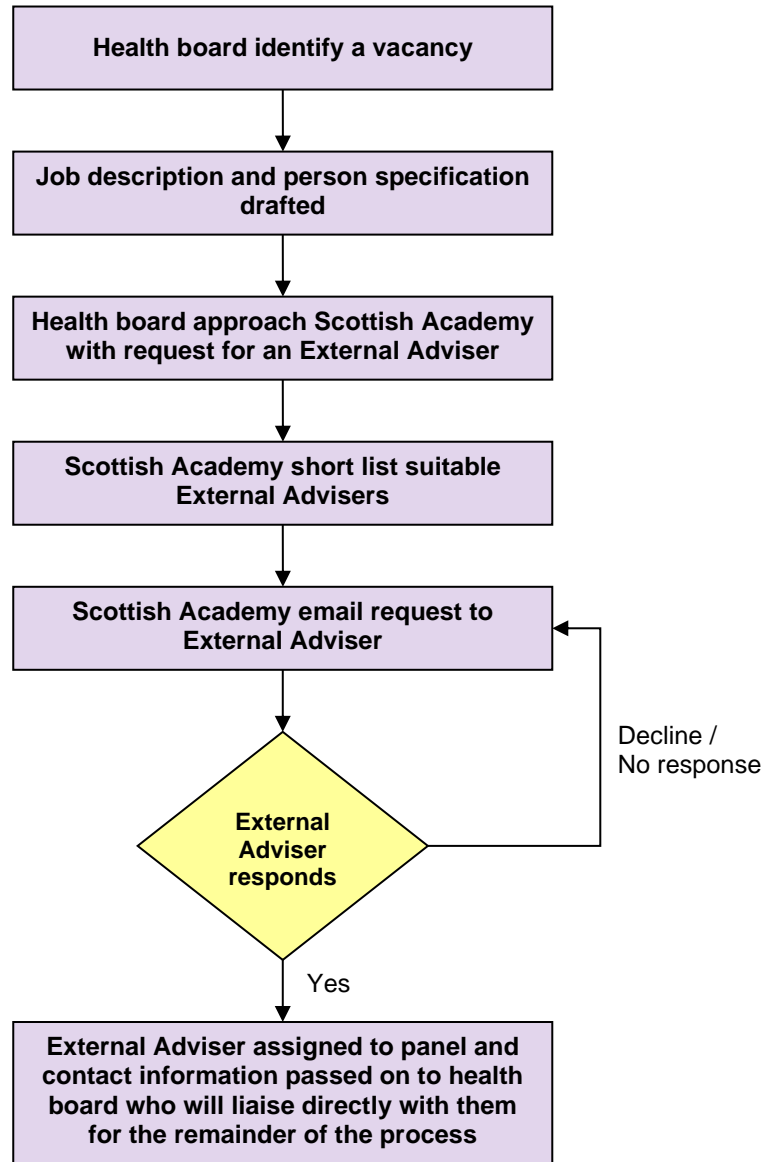 Health board identify a vacancy
Job description and person specification
drafted
Health board approach Scottish Academy
with request for an External Adviser
Scottish Academy short list suitable
External Advisers
Scottish Academy email request to
External Adviser
Decline /
No response
External
Adviser
responds
Yes
External Adviser assigned to panel and
contact information passed on to health
board who will liaise directly with them
for the remainder of the process